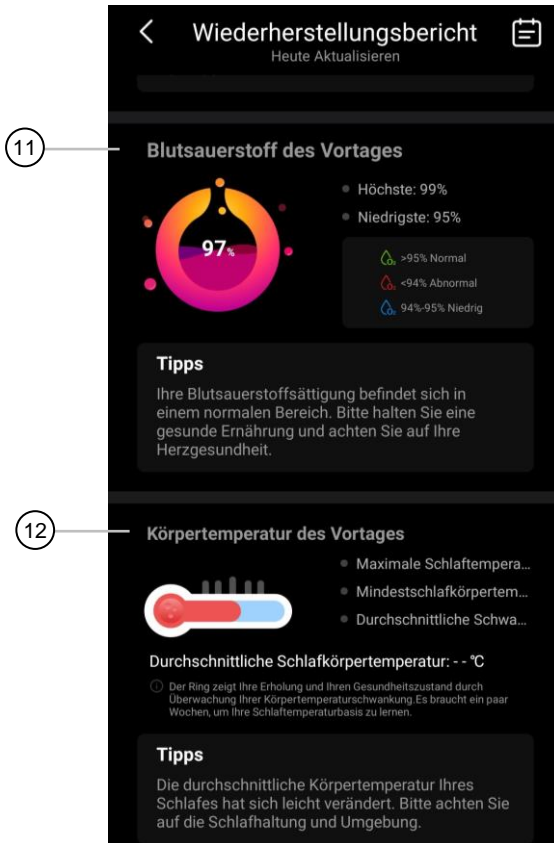 Wiederherstellungsbericht
Heute Aktualisieren
11
Blutsauerstoff des Vortages
97%
Höchste: 99%
Niedrigste: 95%
>95% Normal
<94% Abnormal
94%-95% Niedrig
Tipps
Ihre Blutsauerstoffsättigung befindet sich in
einem normalen Bereich. Bitte halten Sie eine
gesunde Ernährung und achten Sie auf Ihre
Herzgesundheit.
12
Körpertemperatur des Vortages
Maximale Schlaftempera...
Mindestschlafkörpertem...
Durchschnittliche Schwa...
Durchschnittliche Schlafkörpertemperatur: - - ℃
Der Ring zeigt Ihre Erholung und Ihren Gesundheitszustand durch
Überwachung Ihrer Körpertemperaturschwankung.Es braucht ein paar
Wochen, um Ihre Schlaftemperaturbasis zu lernen.
Tipps
Die durchschnittliche Körpertemperatur Ihres
Schlafes hat sich leicht verändert. Bitte achten Sie
auf die Schlafhaltung und Umgebung.